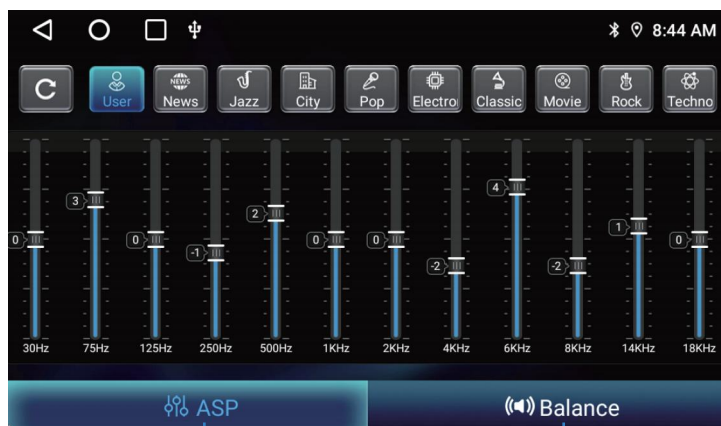 8:44 AM
C
NEWS
User News Jazz City Pop Electro Classic Movie Rock Techno
0 3 0 -1 2 0 0 -2 4 -2 1 0
30Hz 75Hz 125Hz 250Hz 500Hz 1KHz 2KHz 4KHz 6KHz 8KHz 14KHz 18KHz
ASP Balance